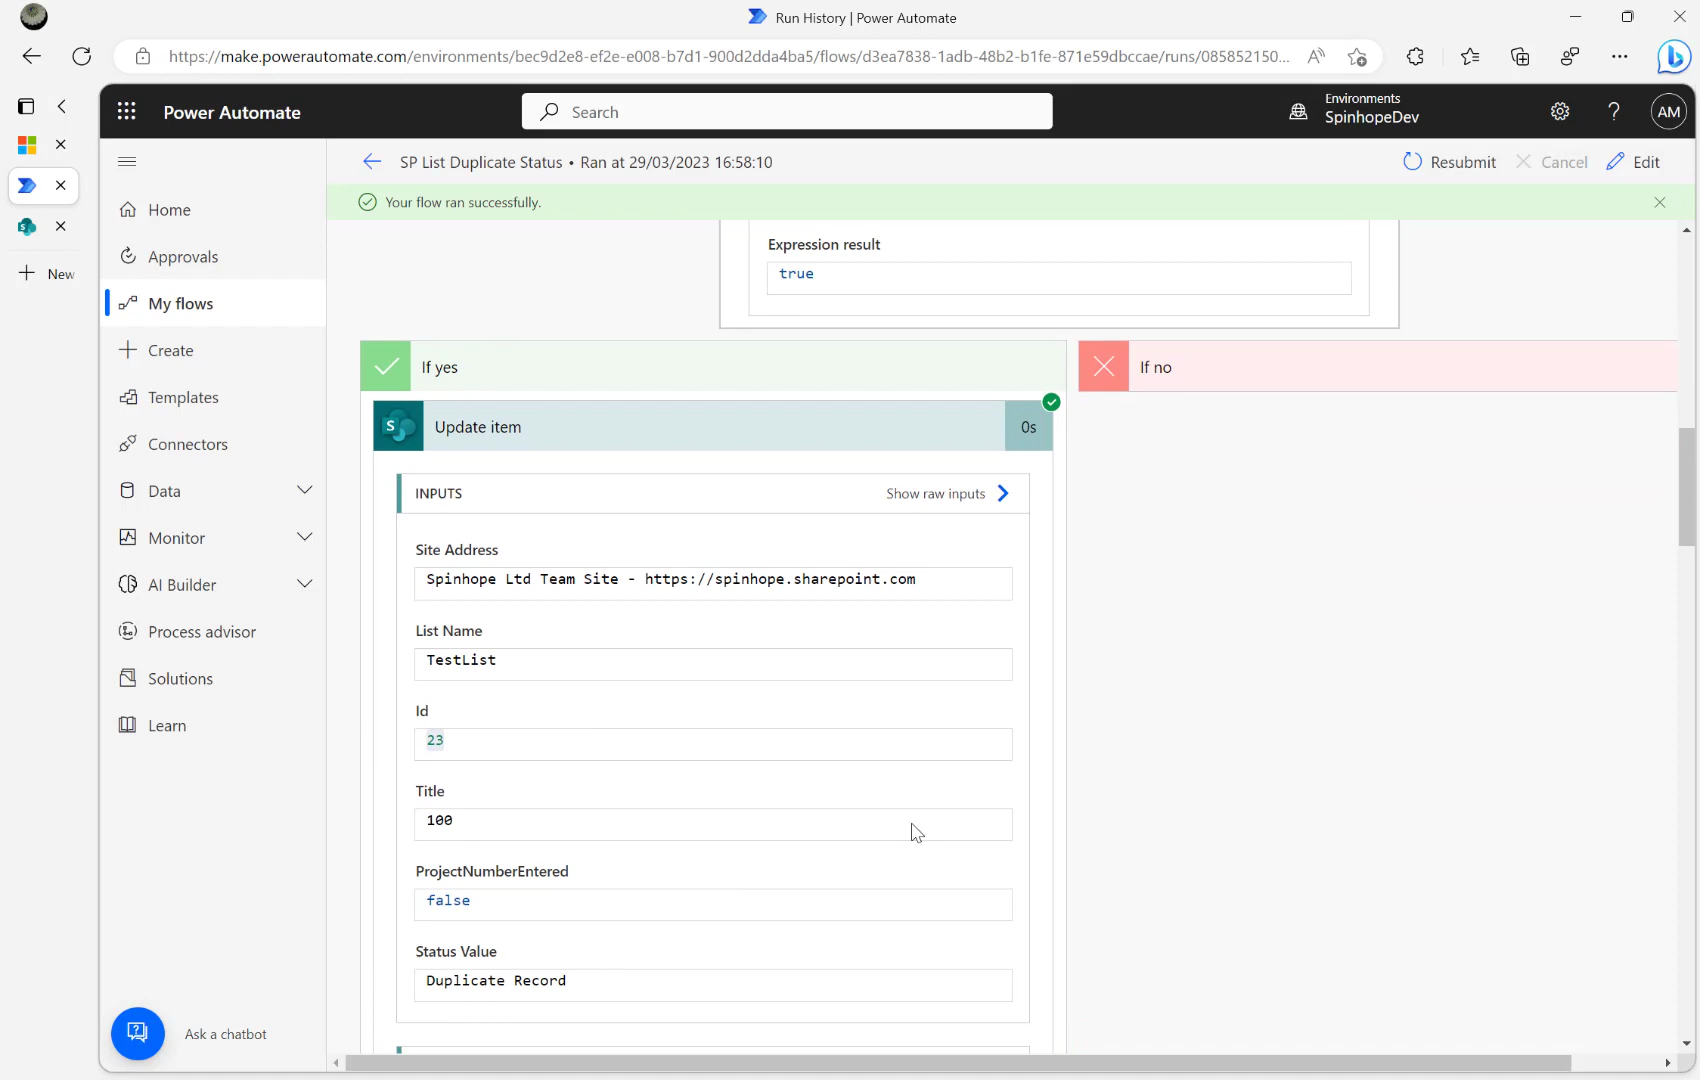 Run History | Power Automate
https://make.powerautomate.com/environments/bec9d2e8-ef2e-e008-b7d1-900d2dda4ba5/flows/d3ea7838-1adb-48b2-b1fe-871e59dbccae/runs/085852150...
Power Automate
Search
Environments
SpinhopeDev
AM
SP List Duplicate Status • Ran at 29/03/2023 16:58:10
Resubmit
Cancel
Edit
Your flow ran successfully.
New
Home
Approvals
My flows
Create
Templates
Connectors
Data
Monitor
AI Builder
Process advisor
Solutions
Learn
Ask a chatbot
Expression result
true
If yes
If no
Update item
0s
INPUTS
Show raw inputs
Site Address
Spinhope Ltd Team Site - https://spinhope.sharepoint.com
List Name
TestList
Id
23
Title
100
ProjectNumberEntered
false
Status Value
Duplicate Record